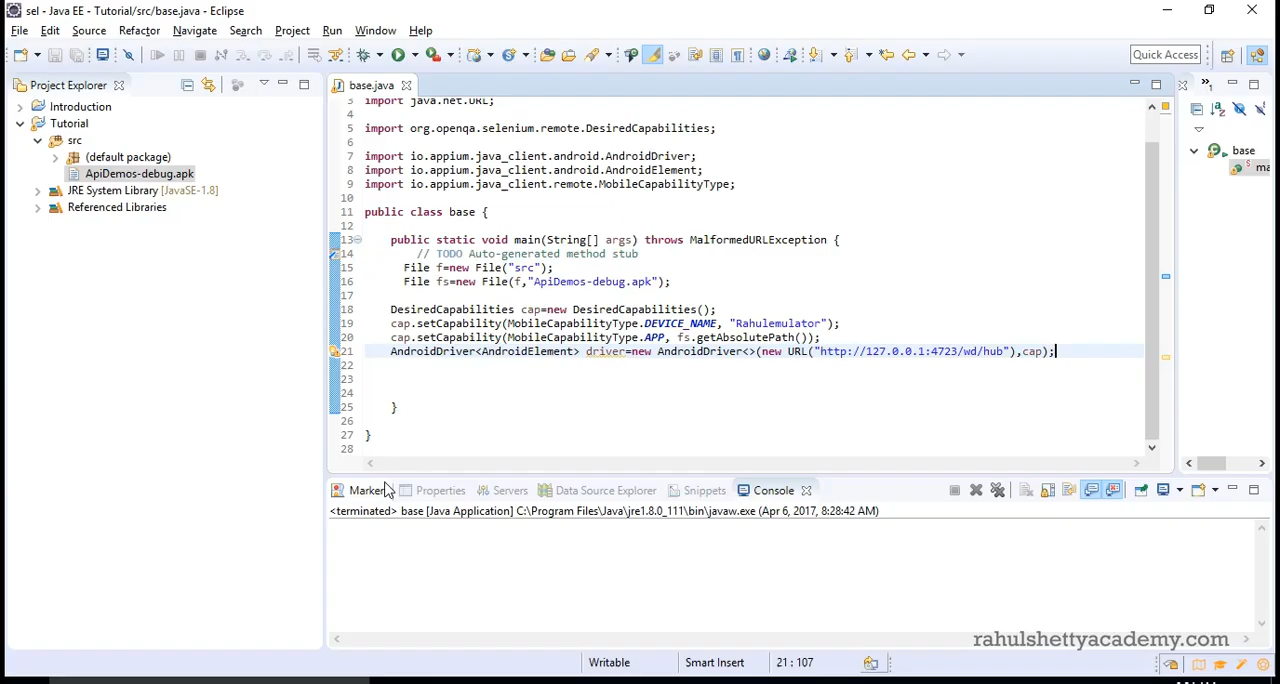 sel - Java EE - Tutorial/src/base.java - Eclipse
File Edit Source Refactor Navigate Search Project Run Window Help
Quick Access
Project Explorer
Introduction
Tutorial
src
(default package)
ApiDemos-debug.apk
JRE System Library [JavaSE-1.8]
Referenced Libraries
base.java
3 import java.net.URL;
4
5 import org.openqa.selenium.remote.DesiredCapabilities;
6
7 import io.appium.java_client.android.AndroidDriver;
8 import io.appium.java_client.android.AndroidElement;
9 import io.appium.java_client.remote.MobileCapabilityType;
10
11 public class base {
12
13 public static void main(String[] args) throws MalformedURLException {
14 // TODO Auto-generated method stub
15 File f=new File("src");
16 File fs=new File(f,"ApiDemos-debug.apk");
17
18 DesiredCapabilities cap=new DesiredCapabilities();
19 cap.setCapability(MobileCapabilityType.DEVICE_NAME, "Rahulemulator");
20 cap.setCapability(MobileCapabilityType.APP, fs.getAbsolutePath());
21 AndroidDriver<AndroidElement> driver=new AndroidDriver<>(new URL("http://127.0.0.1:4723/wd/hub"),cap);
22
23
24
25 }
26
27 }
28
base
ma
Marker Properties Servers Data Source Explorer Snippets Console
<terminated> base [Java Application] C:\Program Files\Java\jre1.8.0_111\bin\javaw.exe (Apr 6, 2017, 8:28:42 AM)
rahulshettyacademy.com
Writable Smart Insert 21 : 107